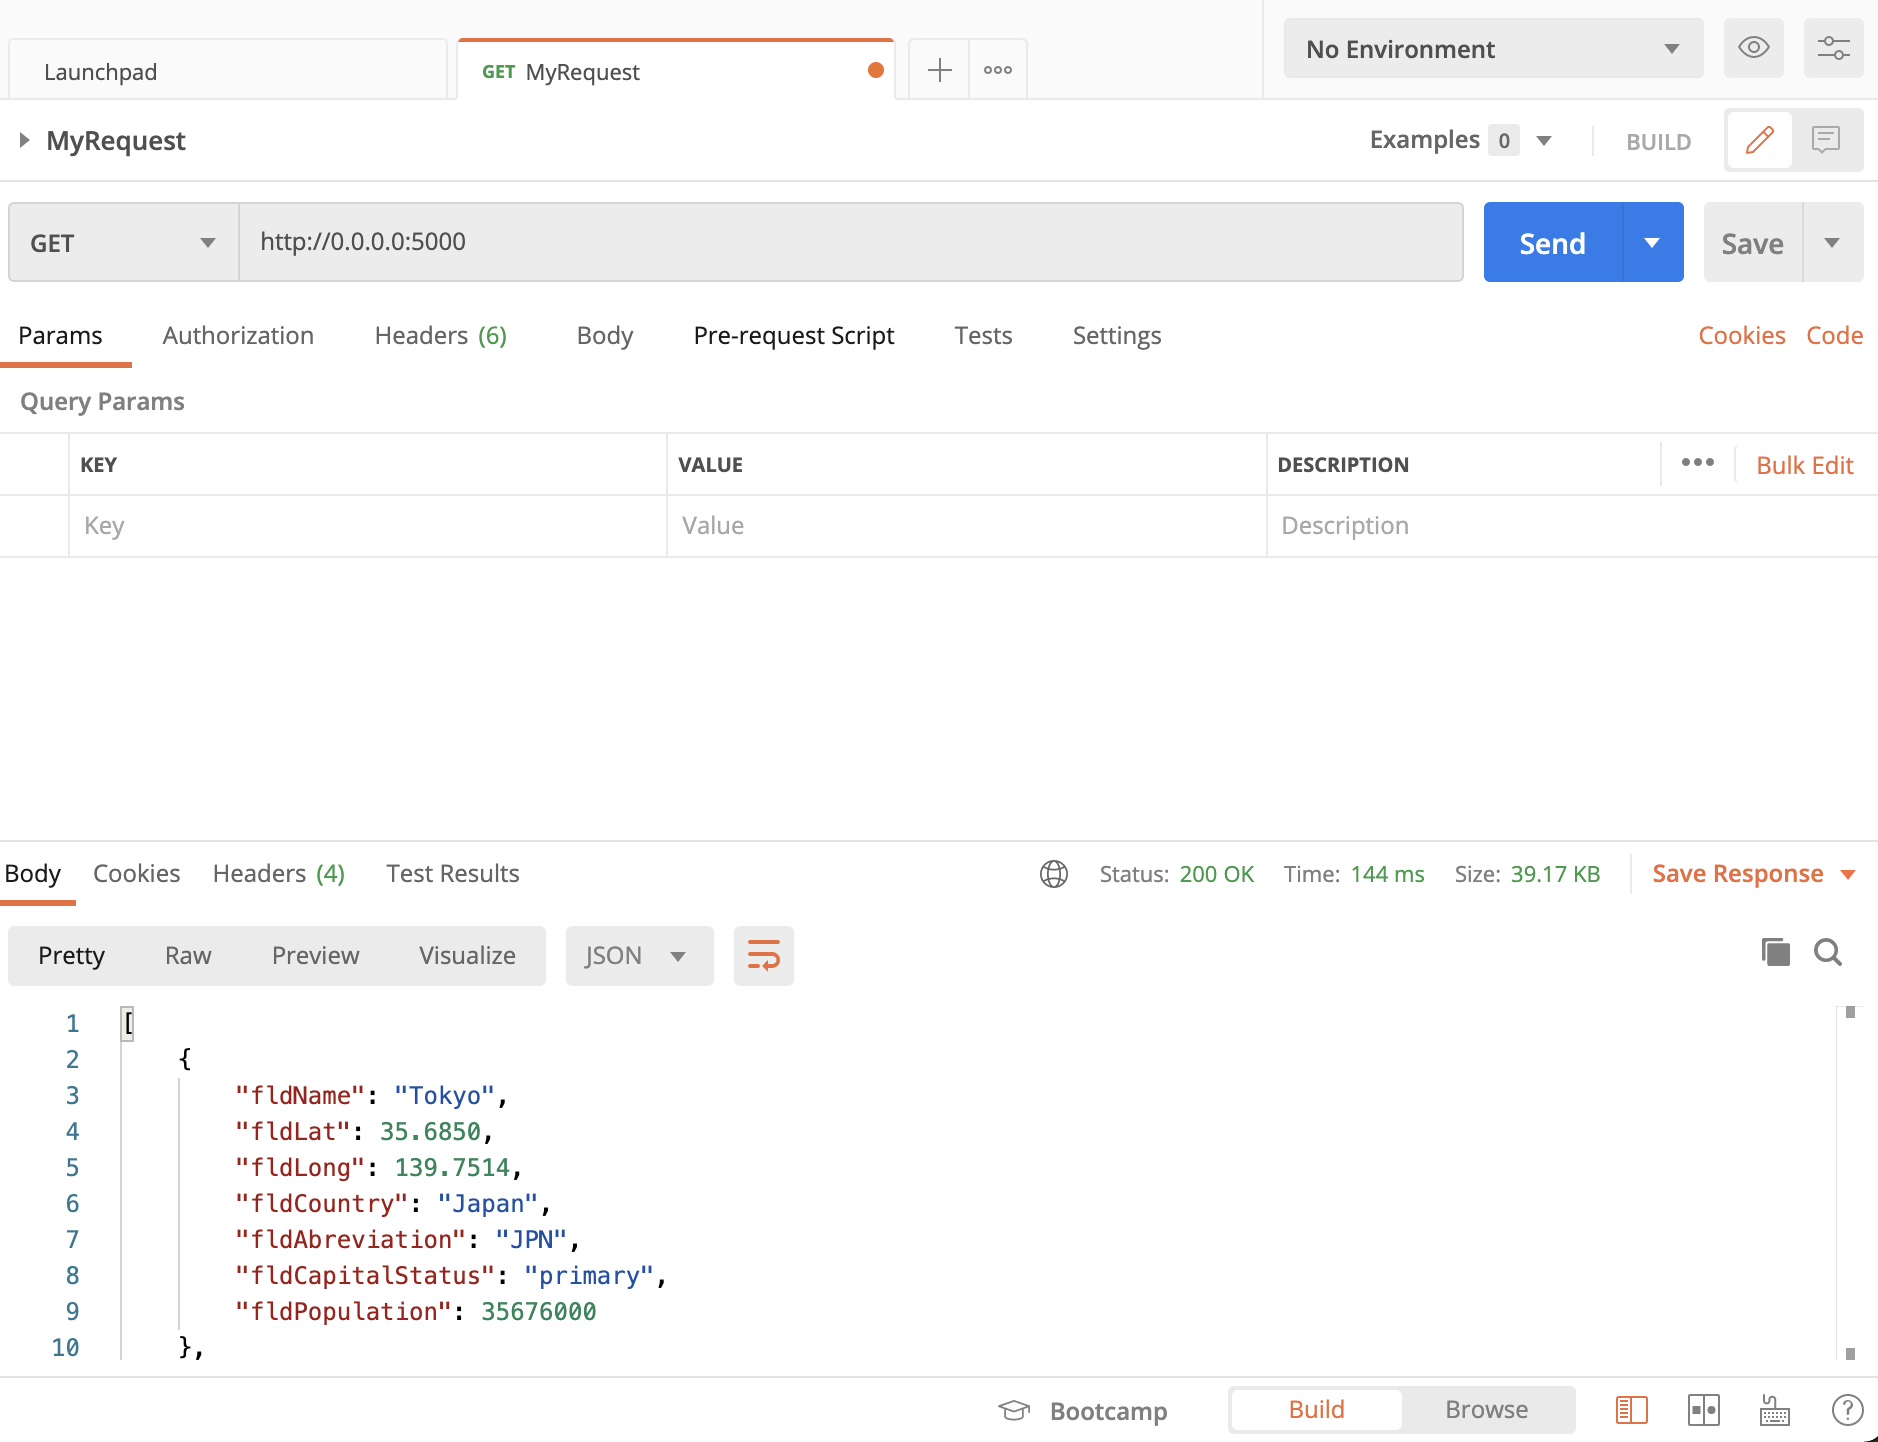 Launchpad
GET MyRequest
No Environment
MyRequest
Examples 0
BUILD
GET
http://0.0.0.0:5000
Send
Save
Params Authorization Headers (6) Body Pre-request Script Tests Settings Cookies Code
Query Params
KEY VALUE DESCRIPTION Bulk Edit
Key Value Description
Body Cookies Headers (4) Test Results Status: 200 OK Time: 144 ms Size: 39.17 KB Save Response
Pretty Raw Preview Visualize JSON
1 [
2 {
3 "fldName": "Tokyo",
4 "fldLat": 35.6850,
5 "fldLong": 139.7514,
6 "fldCountry": "Japan",
7 "fldAbreviation": "JPN",
8 "fldCapitalStatus": "primary",
9 "fldPopulation": 35676000
10 },
Bootcamp Build Browse ?